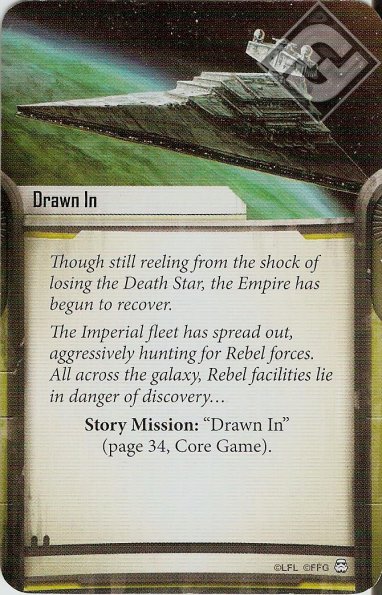 Drawn In
Though still reeling from the shock of
losing the Death Star, the Empire has
begun to recover.
The Imperial fleet has spread out,
aggressively hunting for Rebel forces.
All across the galaxy, Rebel facilities lie
in danger of discovery…
Story Mission: “Drawn In”
(page 34, Core Game).
©LFL ©FFG